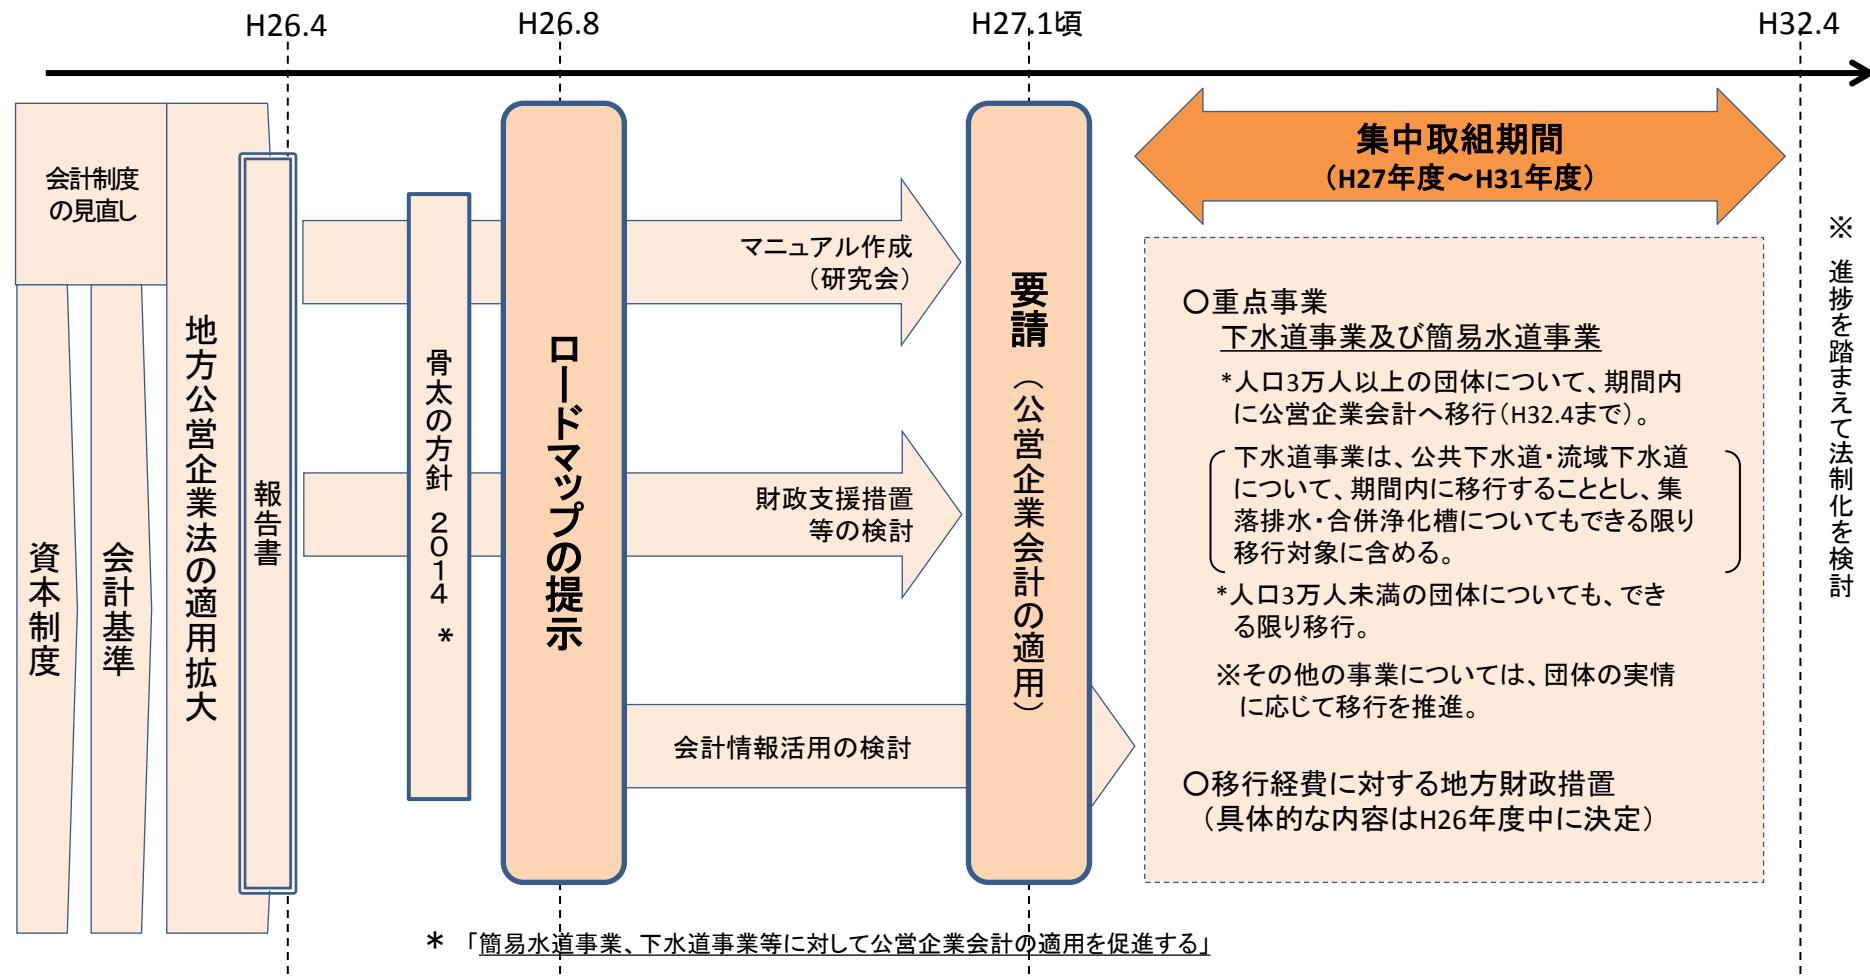 H26.4
H26.8
H27.1頃
H32.4
会計制度
の見直し
資本制度
会計基準
地方公営企業法の適用拡大
報告書
骨太の方針 2014 *
ロードマップの提示
マニュアル作成
（研究会）
財政支援措置
等の検討
会計情報活用の検討
要請（公営企業会計の適用）
集中取組期間
（H27年度～H31年度）
○重点事業
下水道事業及び簡易水道事業
*人口3万人以上の団体について、期間内
に公営企業会計へ移行（H32.4まで）。
下水道事業は、公共下水道・流域下水道
について、期間内に移行することとし、集
落排水・合併浄化槽についてもできる限り
移行対象に含める。
*人口3万人未満の団体についても、でき
る限り移行。
※その他の事業については、団体の実情
に応じて移行を推進。
○移行経費に対する地方財政措置
（具体的な内容はH26年度中に決定）
※ 進捗を踏まえて法制化を検討
* 「簡易水道事業、下水道事業等に対して公営企業会計の適用を促進する」